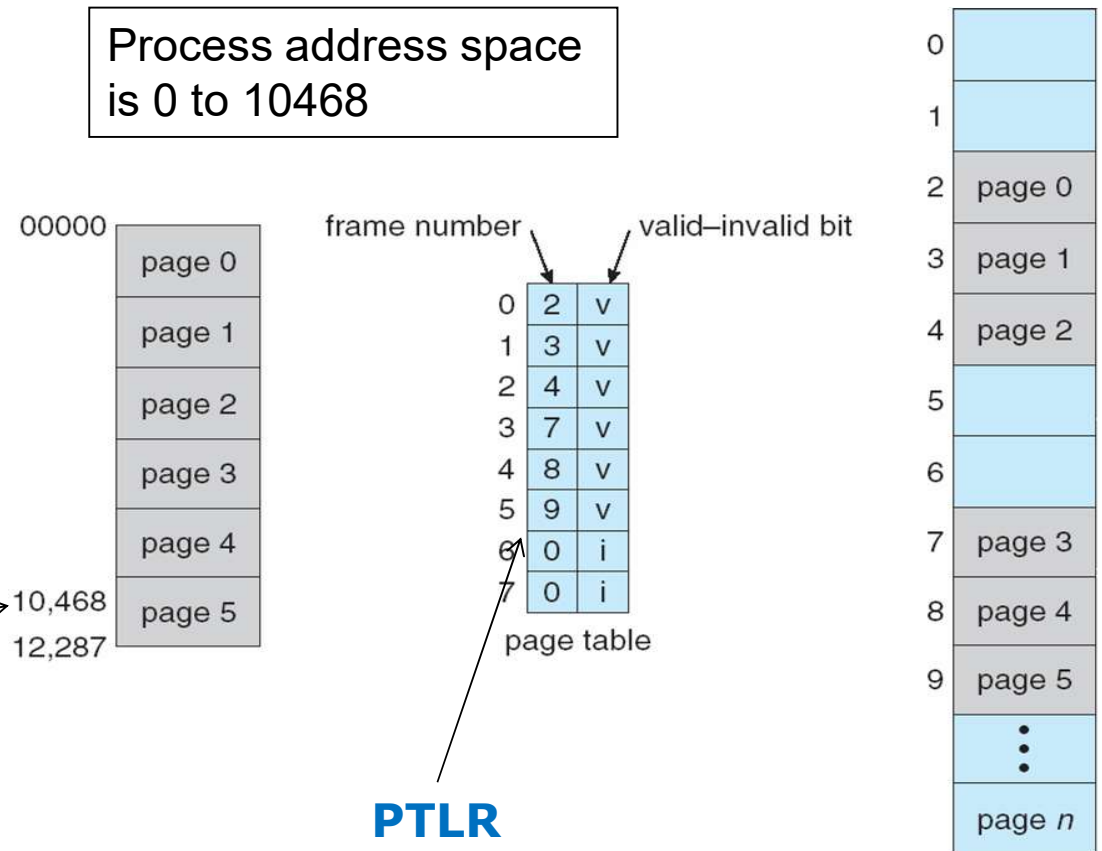 Process address space
is 0 to 10468
00000
page 0
page 1
page 2
page 3
page 4
10,468
page 5
12,287
frame number
valid–invalid bit
0 2 v
1 3 v
2 4 v
3 7 v
4 8 v
5 9 v
6 0 i
7 0 i
page table
PTLR
0
1
2 page 0
3 page 1
4 page 2
5
6
7 page 3
8 page 4
9 page 5
page n